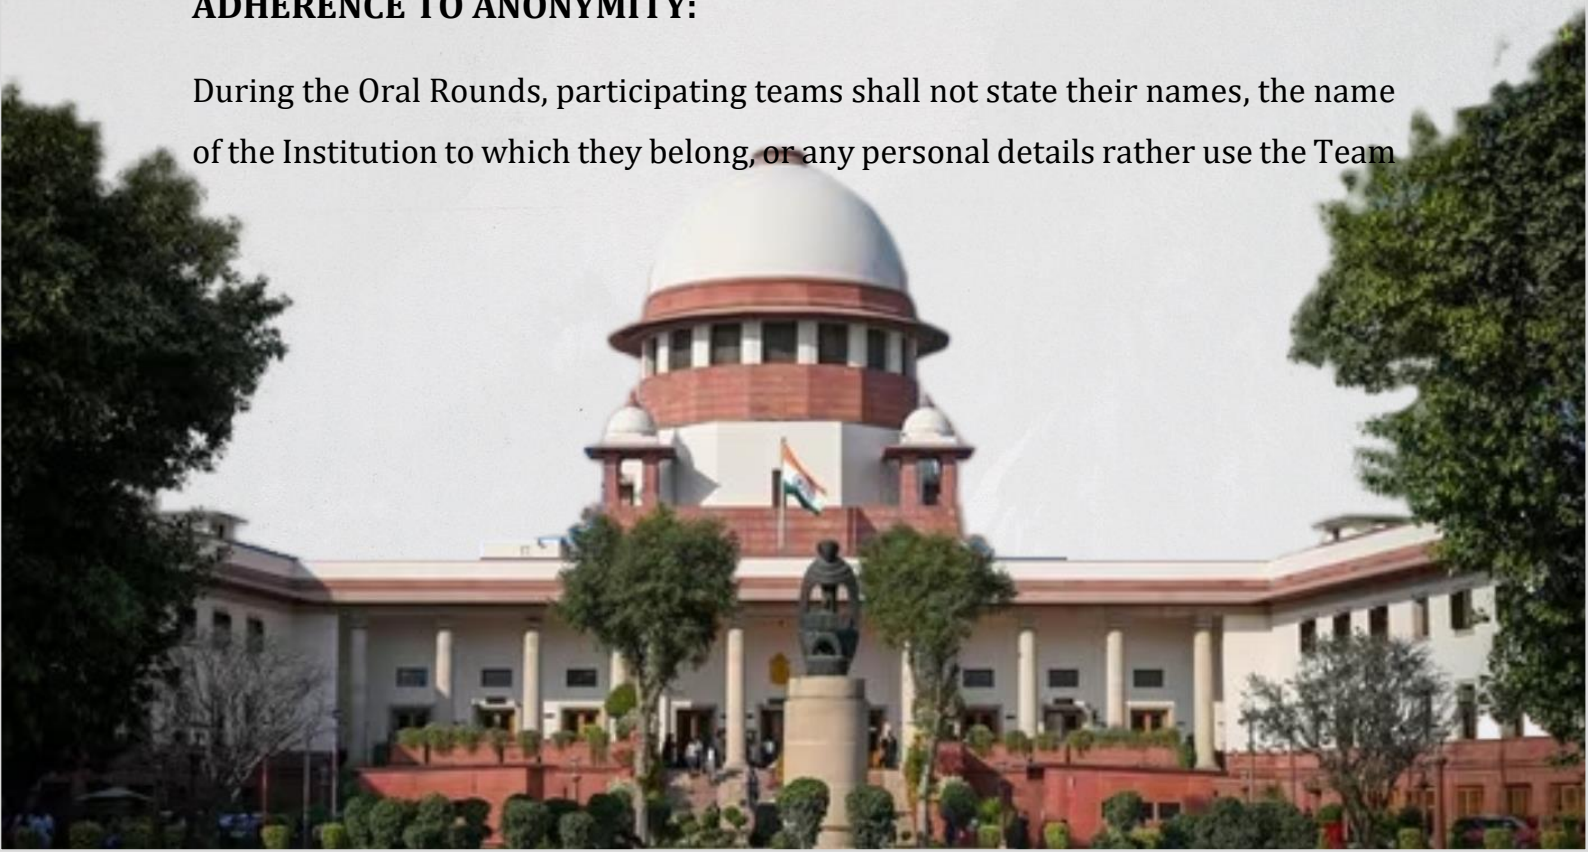 ADHERENCE TO ANONYMITY:
During the Oral Rounds, participating teams shall not state their names, the name
of the Institution to which they belong, or any personal details rather use the Team